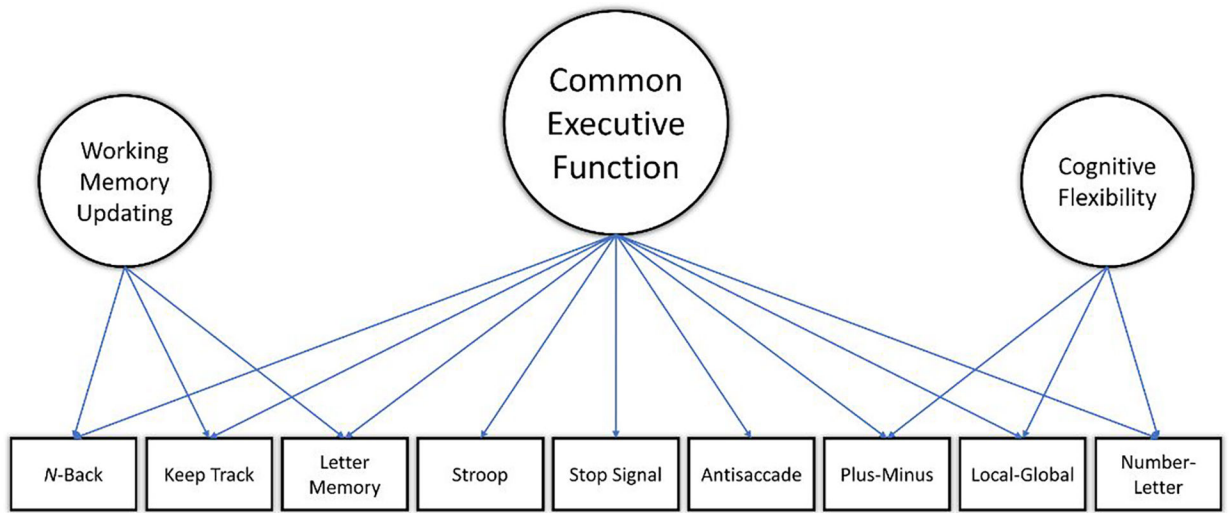 Common
Executive
Function
Working
Memory
Updating
Cognitive
Flexibility
N-Back
Keep Track
Letter
Memory
Stroop
Stop Signal
Antisaccade
Plus-Minus
Local-Global
Number-
Letter